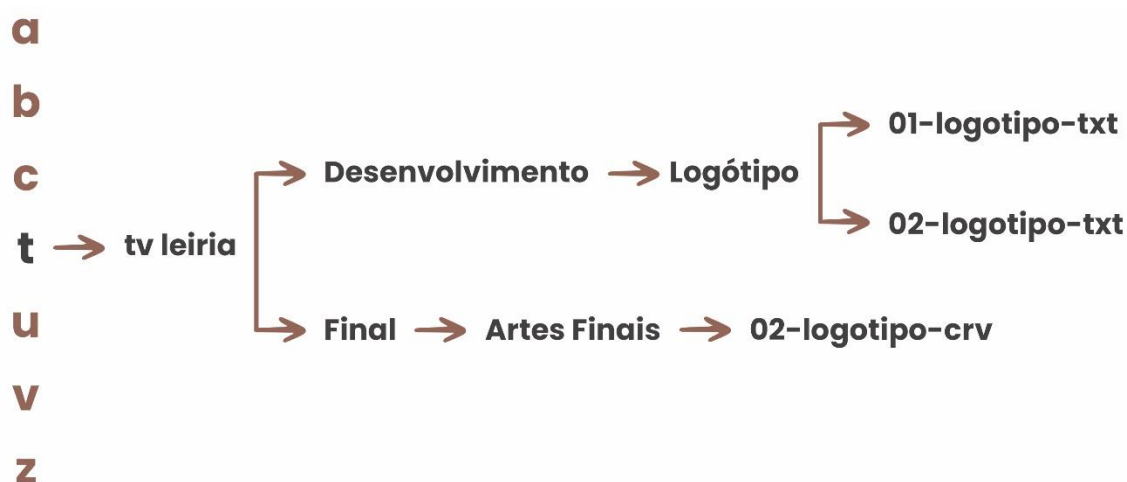 a
b
c
t
u
v
z
tv leiria
Desenvolvimento
Logótipo
01-logotipo-txt
02-logotipo-txt
Final
Artes Finais
02-logotipo-crv